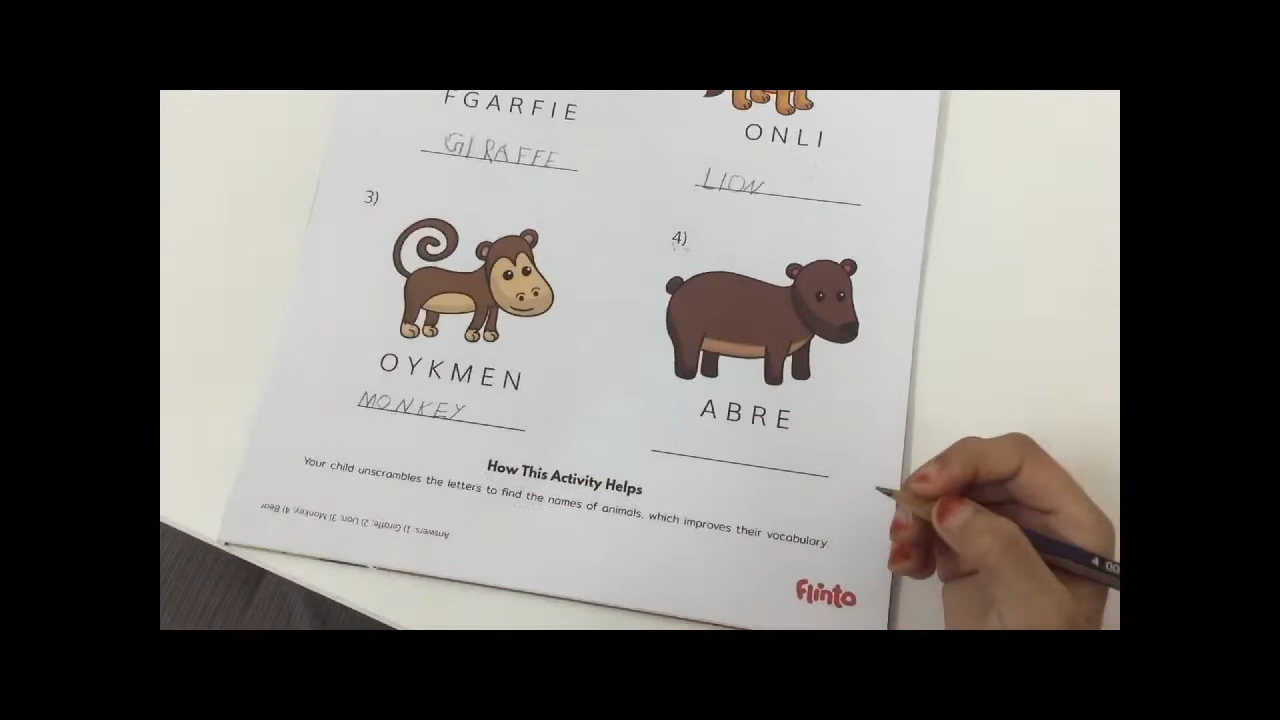 FGARFIE
GIRAFFE
ONLI
LION
3)
OYKMEN
MONKEY
4)
ABRE
How This Activity Helps
Your child unscrambles the letters to find the names of animals, which improves their vocabulary.
Answers: 1) Giraffe; 2) Lion; 3) Monkey; 4) Bear
Flinto